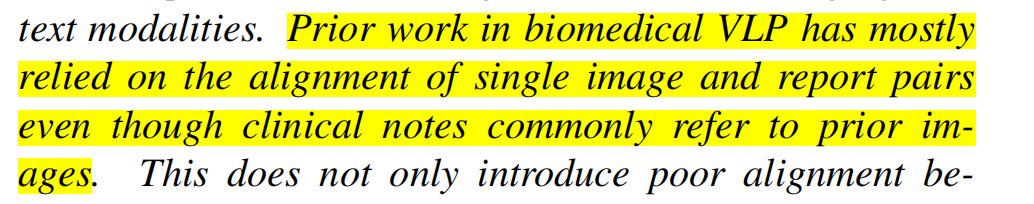 text modalities. Prior work in biomedical VLP has mostly
relied on the alignment of single image and report pairs
even though clinical notes commonly refer to prior im-
ages. This does not only introduce poor alignment be-